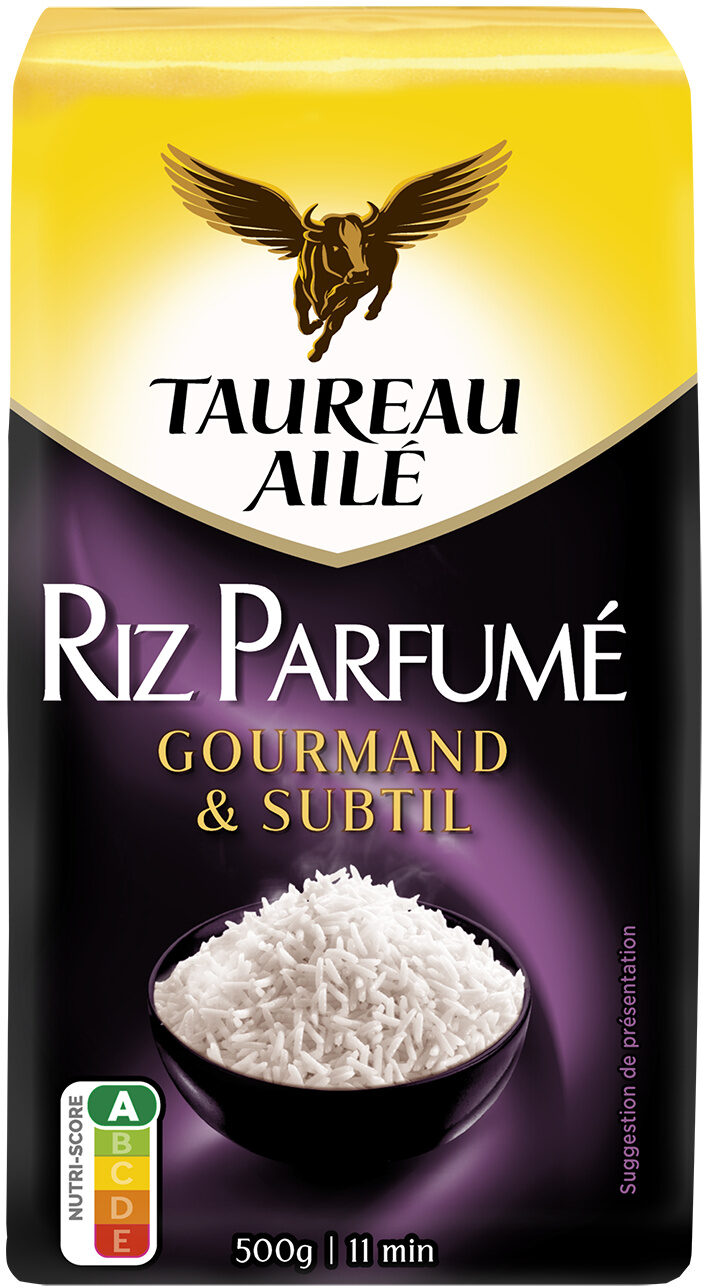 TAUREAU
AILÉ
RIZ PARFUMÉ
GOURMAND
& SUBTIL
Suggestion de présentation
NUTRI-SCORE
A
B
C
D
E
500g | 11 min